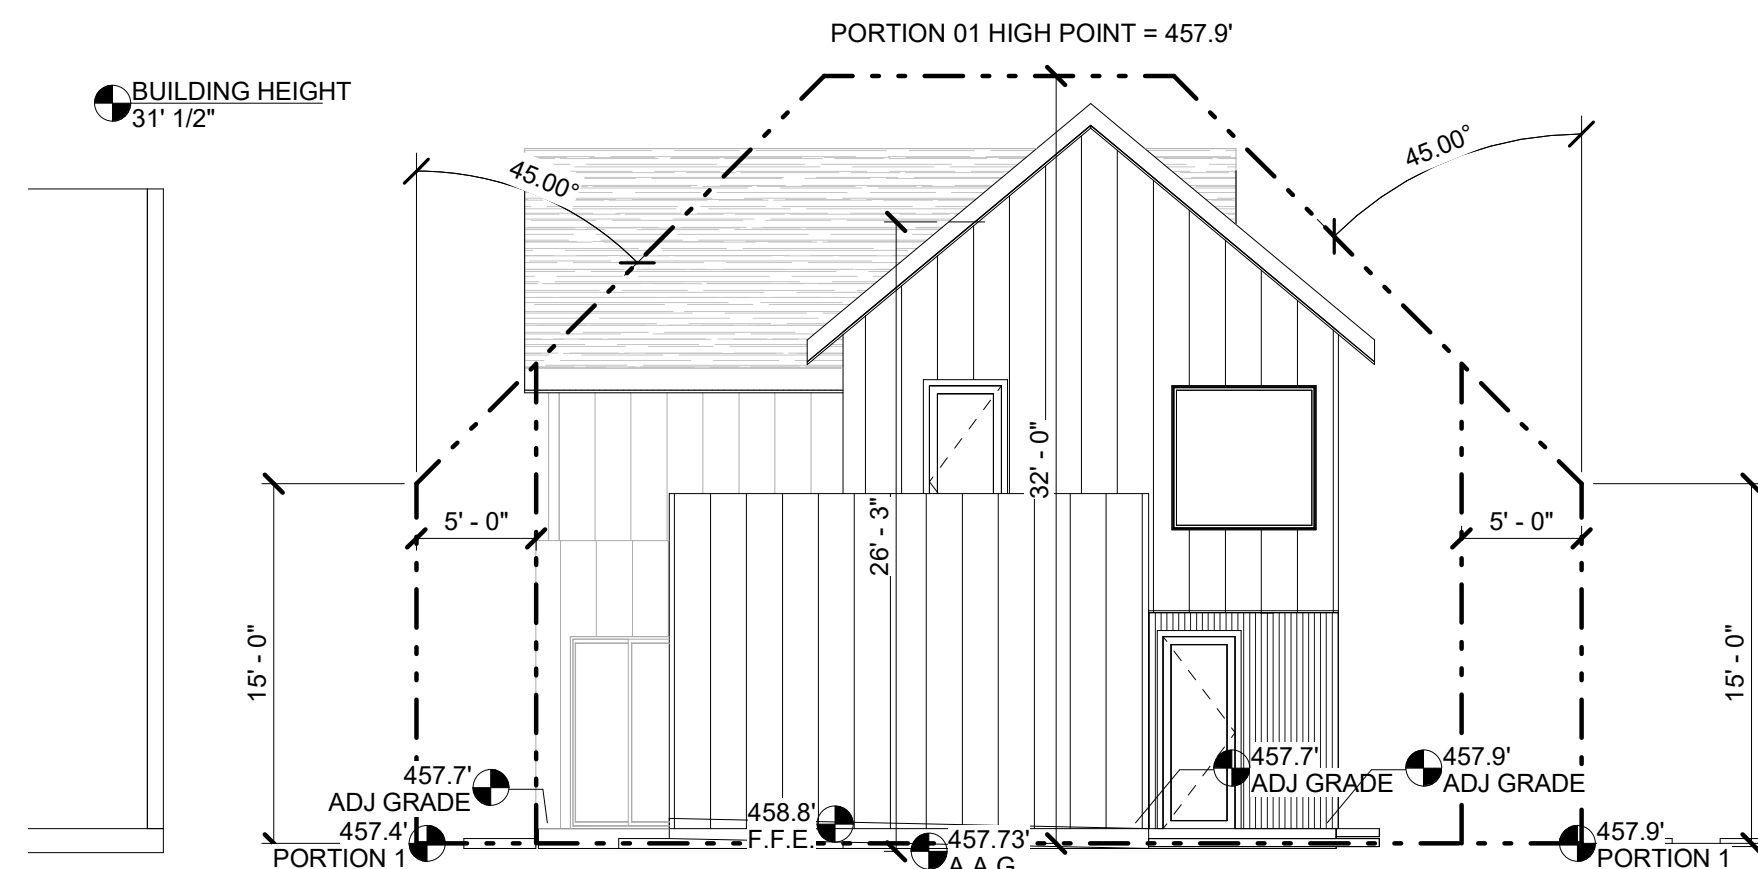 PORTION 01 HIGH POINT = 457.9'
BUILDING HEIGHT
31' 1/2"
45.00°
45.00°
32' - 0"
26' - 3"
5' - 0"
5' - 0"
15' - 0"
15' - 0"
457.7'
ADJ GRADE
457.7'
ADJ GRADE
457.9'
ADJ GRADE
457.4'
PORTION 1
458.8'
F.F.E.
457.73'
A.A.G.
457.9'
PORTION 1